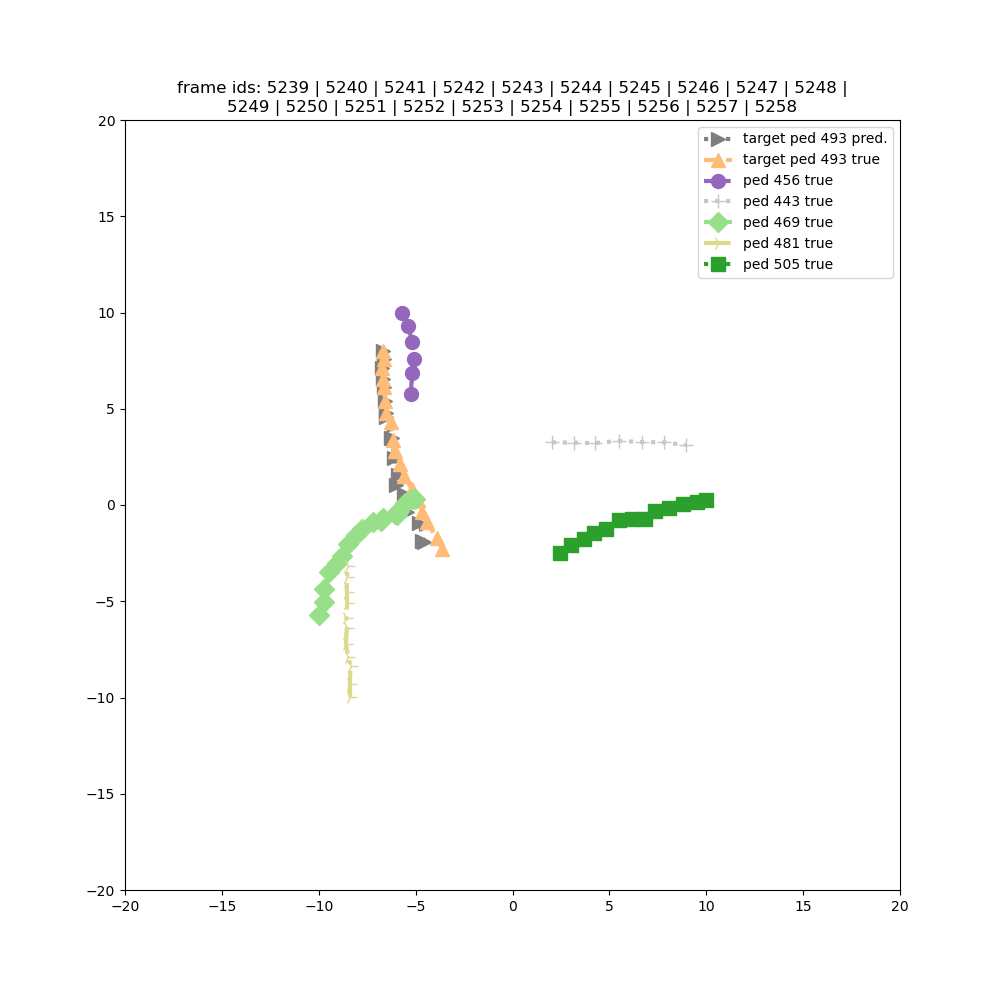 frame ids: 5239 | 5240 | 5241 | 5242 | 5243 | 5244 | 5245 | 5246 | 5247 | 5248 |
5249 | 5250 | 5251 | 5252 | 5253 | 5254 | 5255 | 5256 | 5257 | 5258
target ped 493 pred.
target ped 493 true
ped 456 true
ped 443 true
ped 469 true
ped 481 true
ped 505 true
20
15
10
5
0
−5
−10
−15
−20
−20 −15 −10 −5 0 5 10 15 20